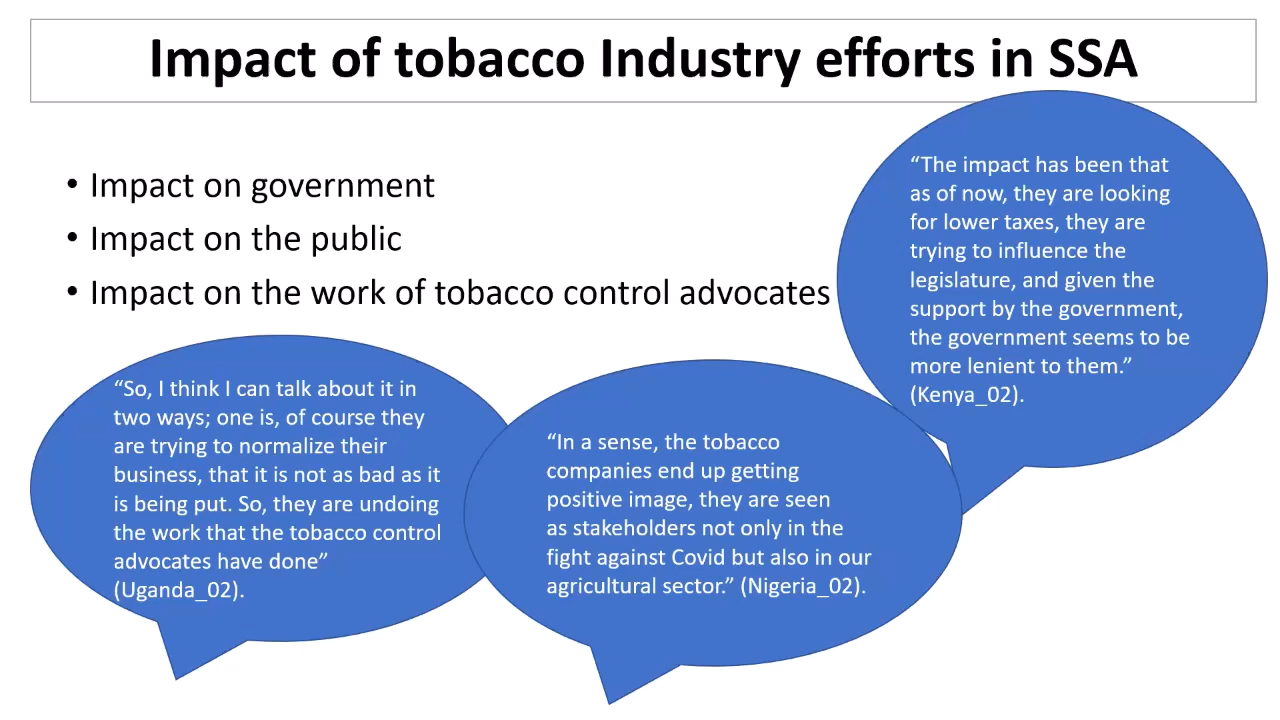 Impact of tobacco Industry efforts in SSA
• Impact on government
• Impact on the public
• Impact on the work of tobacco control advocates
“The impact has been that
as of now, they are looking
for lower taxes, they are
trying to influence the
legislature, and given the
support by the government,
the government seems to be
more lenient to them.”
(Kenya_02).
“So, I think I can talk about it in
two ways; one is, of course they
are trying to normalize their
business, that it is not as bad as it
is being put. So, they are undoing
the work that the tobacco control
advocates have done”
(Uganda_02).
“In a sense, the tobacco
companies end up getting
positive image, they are seen
as stakeholders not only in the
fight against Covid but also in our
agricultural sector.” (Nigeria_02).